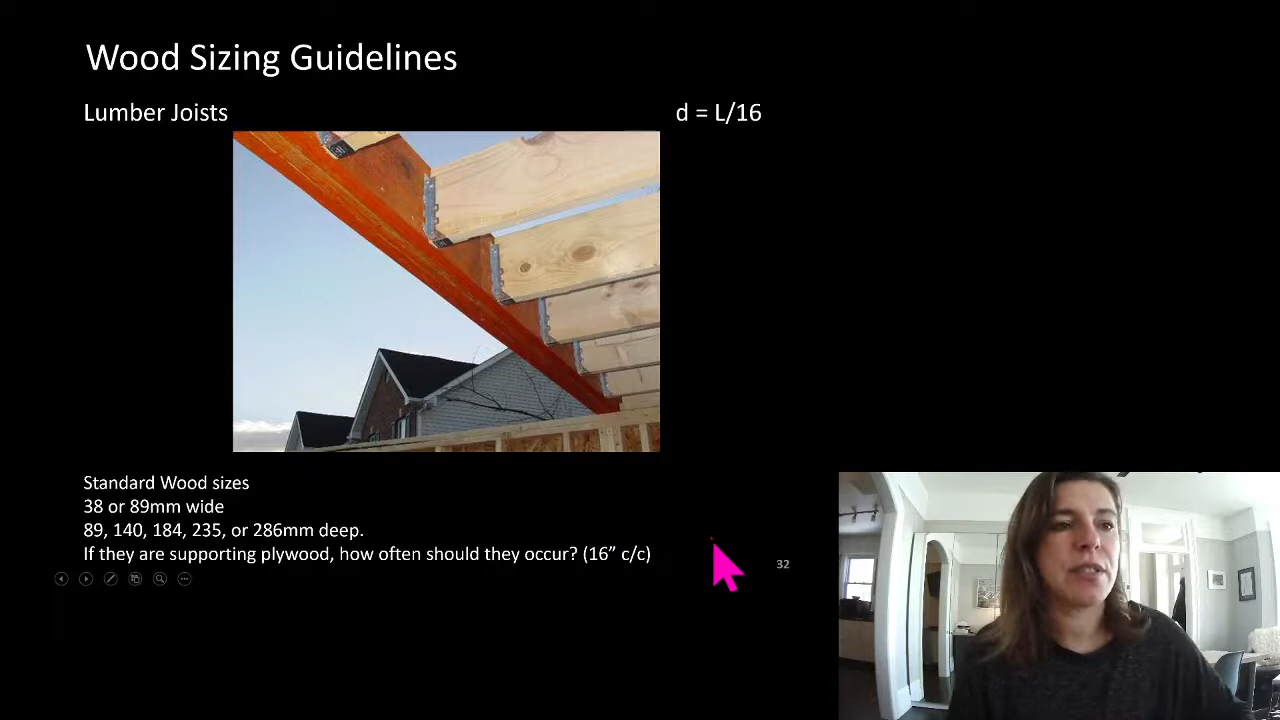 Wood Sizing Guidelines
Lumber Joists
d = L/16
Standard Wood sizes
38 or 89mm wide
89, 140, 184, 235, or 286mm deep.
If they are supporting plywood, how often should they occur? (16” c/c)
32